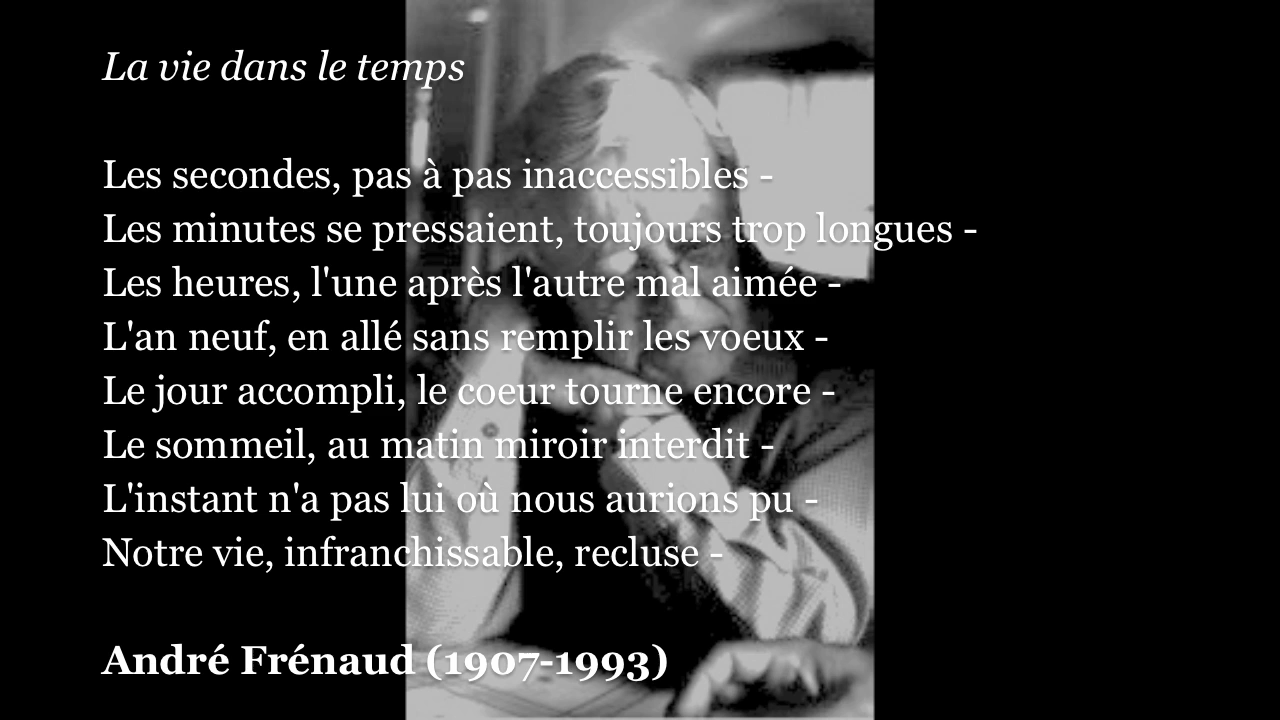 La vie dans le temps
Les secondes, pas à pas inaccessibles -
Les minutes se pressaient, toujours trop longues -
Les heures, l'une après l'autre mal aimée -
L'an neuf, en allé sans remplir les voeux -
Le jour accompli, le coeur tourne encore -
Le sommeil, au matin miroir interdit -
L'instant n'a pas lui où nous aurions pu -
Notre vie, infranchissable, recluse -
André Frénaud (1907-1993)